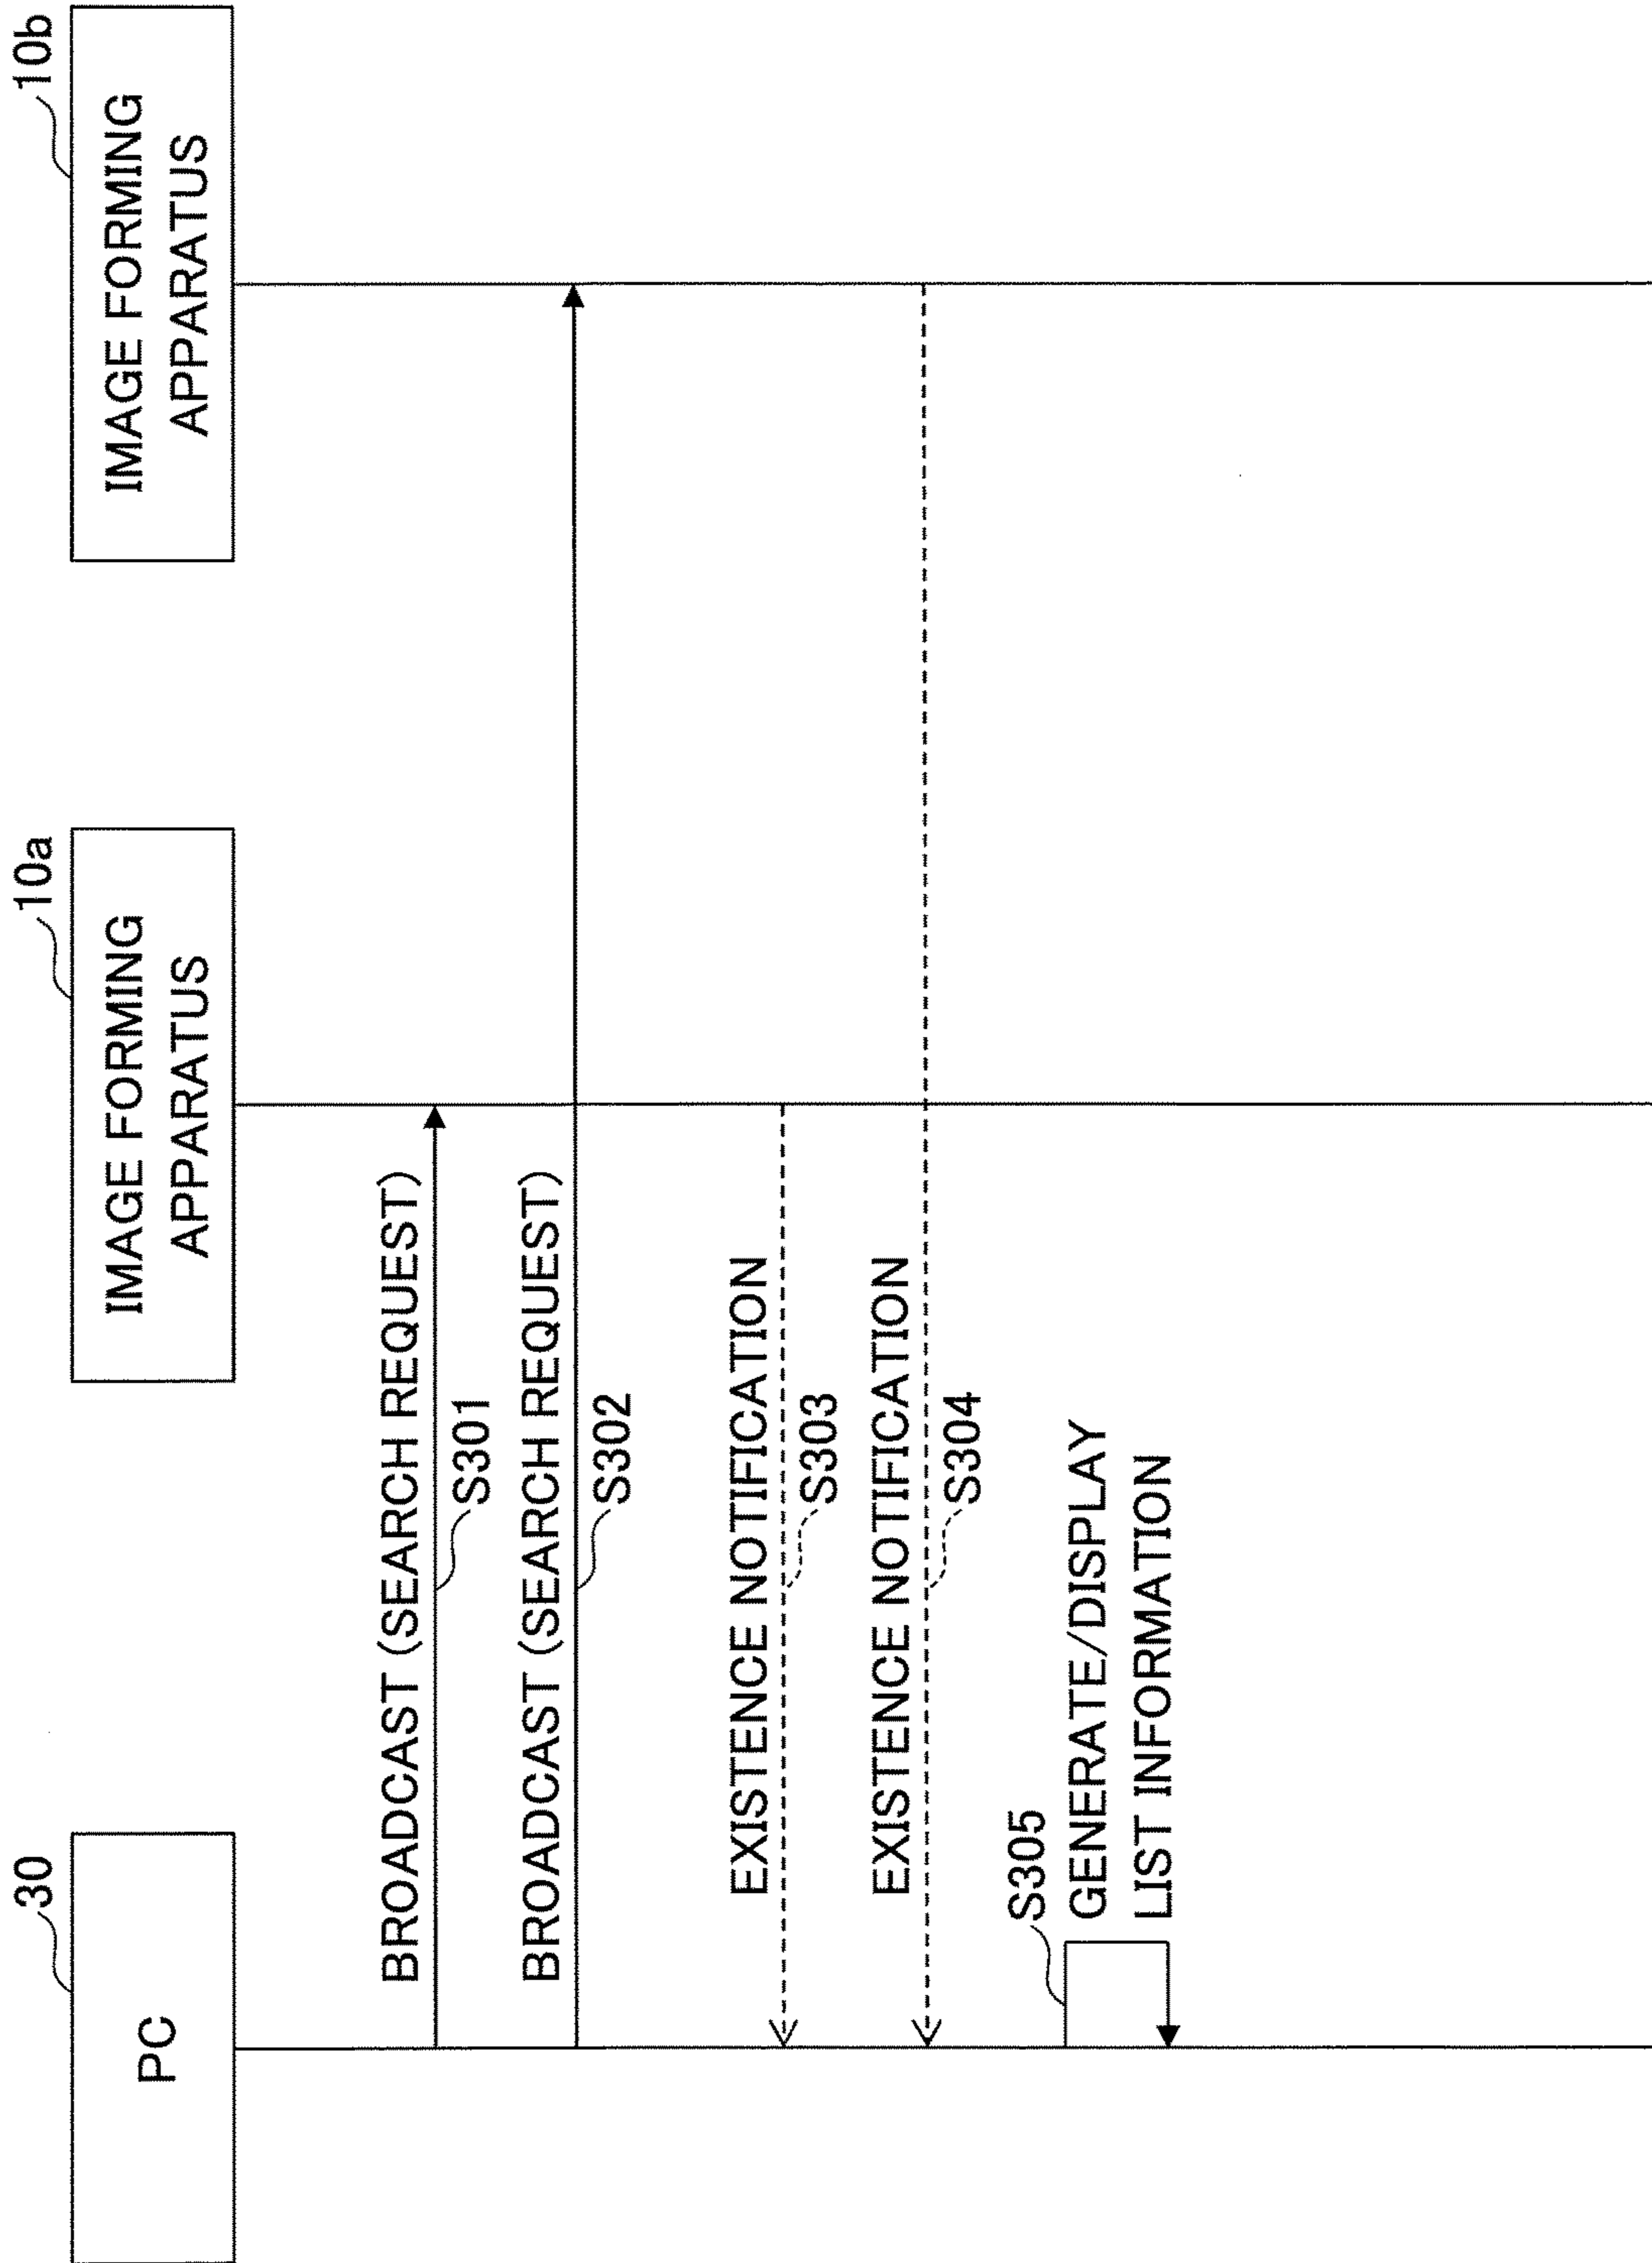 30
PC
10a
IMAGE FORMING
APPARATUS
10b
IMAGE FORMING
APPARATUS
BROADCAST (SEARCH REQUEST)
S301
BROADCAST (SEARCH REQUEST)
S302
EXISTENCE NOTIFICATION
S303
EXISTENCE NOTIFICATION
S304
S305
GENERATE/DISPLAY
LIST INFORMATION